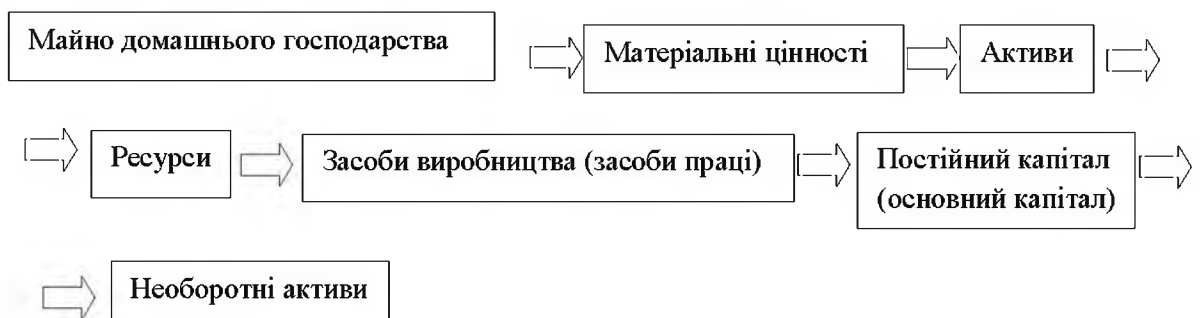 Майно домашнього господарства
Матеріальні цінності
Активи
Ресурси
Засоби виробництва (засоби праці)
Постійний капітал
(основний капітал)
Необоротні активи